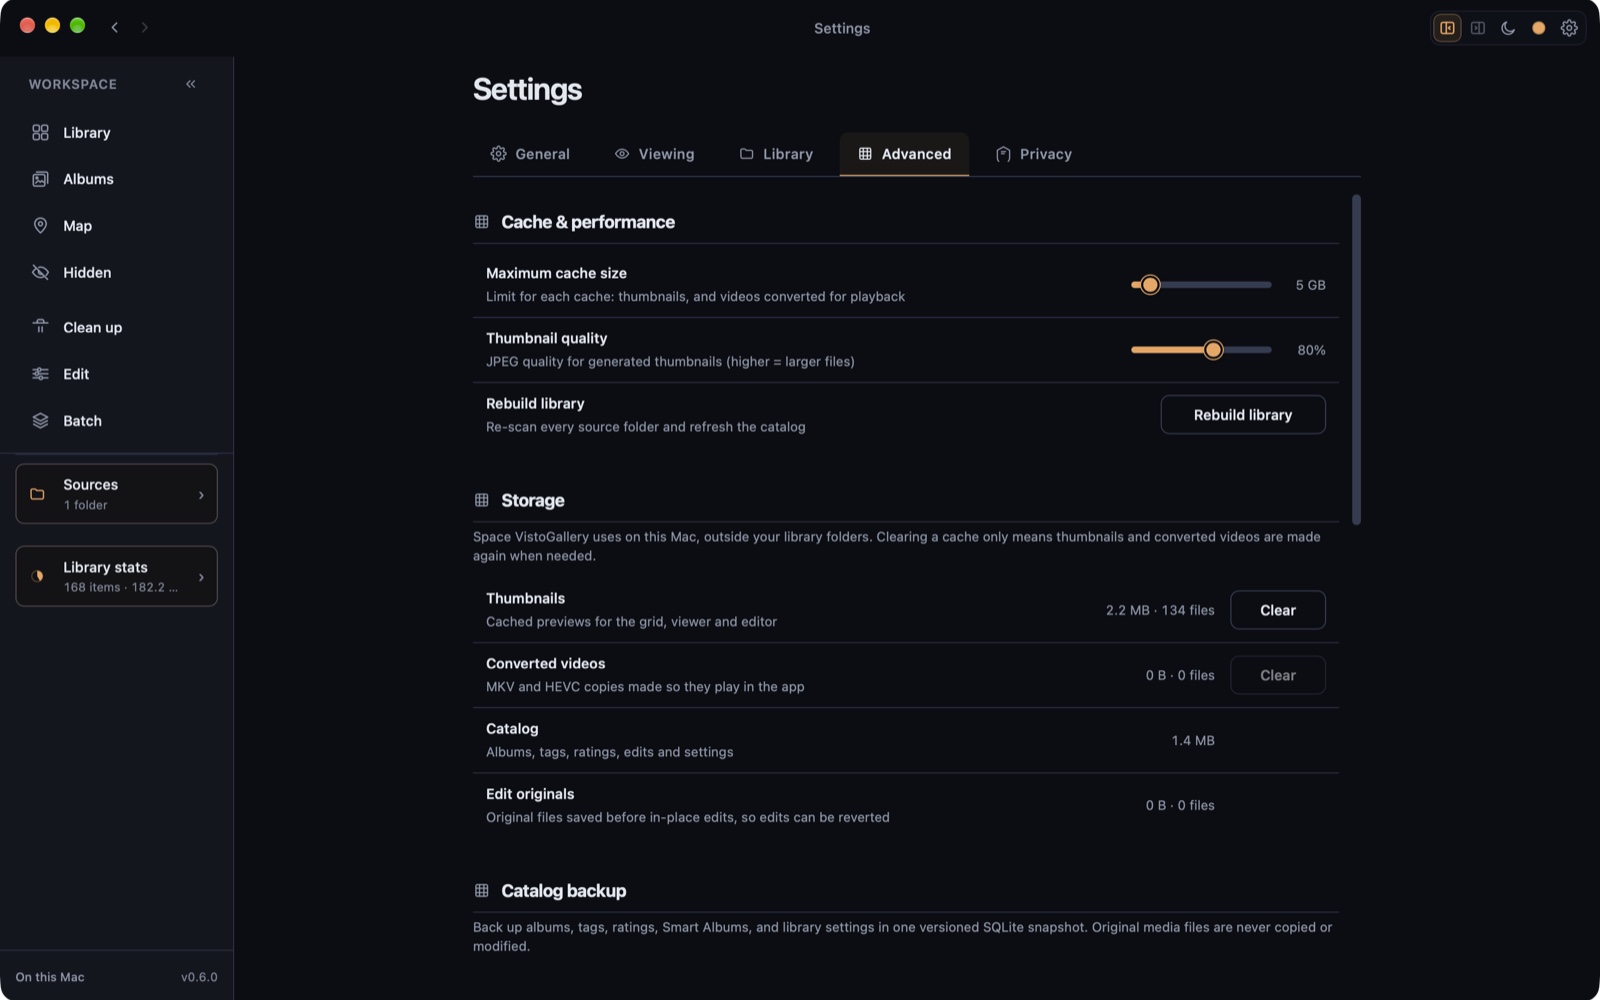 Settings
WORKSPACE
Library
Albums
Map
Hidden
Clean up
Edit
Batch
Sources
1 folder
Library stats
168 items · 182.2 ...
On this Mac
v0.6.0
Settings
General
Viewing
Library
Advanced
Privacy
Cache & performance
Maximum cache size
Limit for each cache: thumbnails, and videos converted for playback
5 GB
Thumbnail quality
JPEG quality for generated thumbnails (higher = larger files)
80%
Rebuild library
Re-scan every source folder and refresh the catalog
Rebuild library
Storage
Space VistoGallery uses on this Mac, outside your library folders. Clearing a cache only means thumbnails and converted videos are made
again when needed.
Thumbnails
Cached previews for the grid, viewer and editor
2.2 MB · 134 files
Clear
Converted videos
MKV and HEVC copies made so they play in the app
0 B · 0 files
Clear
Catalog
Albums, tags, ratings, edits and settings
1.4 MB
Edit originals
Original files saved before in-place edits, so edits can be reverted
0 B · 0 files
Catalog backup
Back up albums, tags, ratings, Smart Albums, and library settings in one versioned SQLite snapshot. Original media files are never copied or
modified.